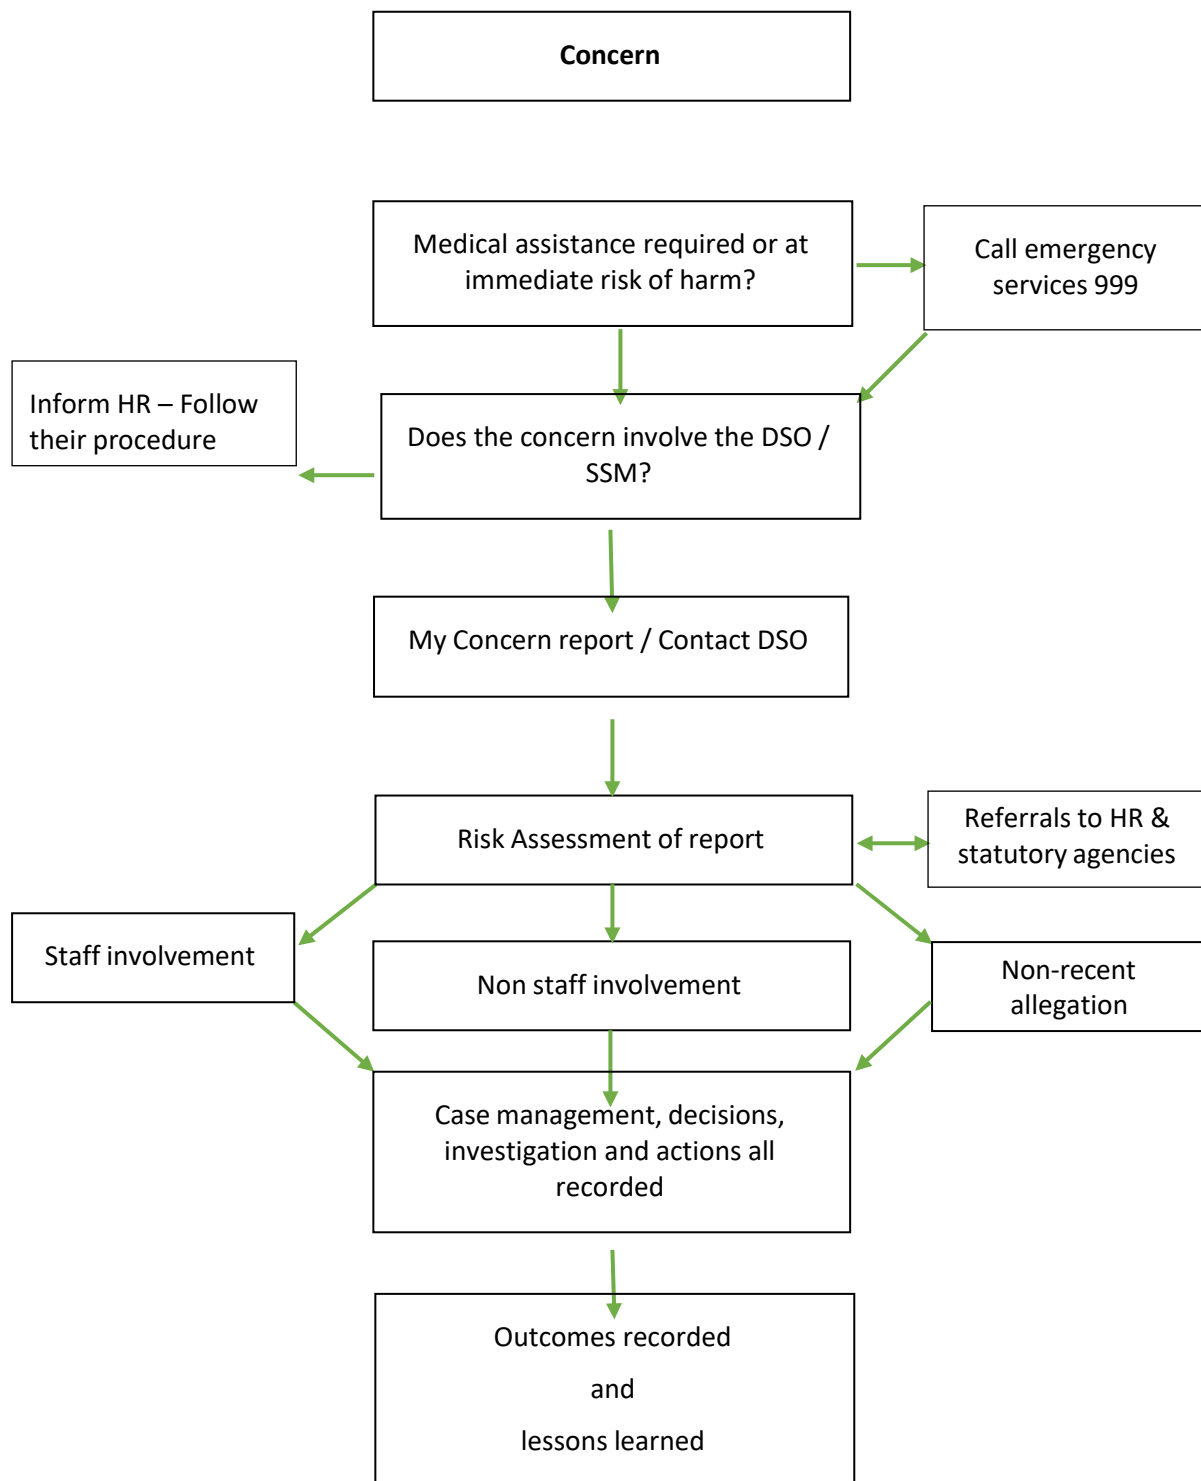 Concern
Medical assistance required or at
immediate risk of harm?
Call emergency
services 999
Inform HR – Follow
their procedure
Does the concern involve the DSO /
SSM?
My Concern report / Contact DSO
Risk Assessment of report
Referrals to HR &
statutory agencies
Staff involvement
Non staff involvement
Non-recent
allegation
Case management, decisions,
investigation and actions all
recorded
Outcomes recorded
and
lessons learned